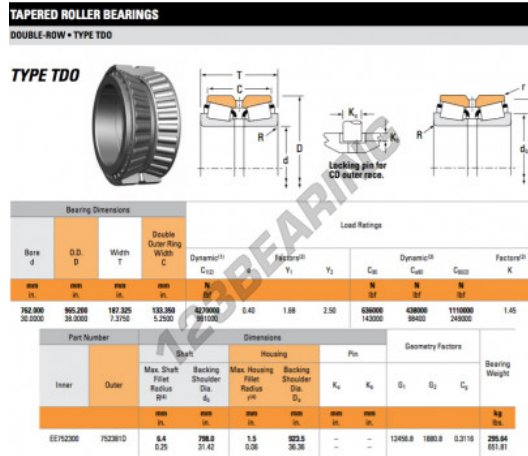 TAPERED ROLLER BEARINGS
DOUBLE-ROW • TYPE TDO
TYPE TDO
T
C
R
D
d
Locking pin for
CD outer race.
r
R
Bearing Dimensions
Load Ratings
Bore
d
O.D.
D
Width
T
Double
Outer Ring
Width
C
Dynamic(1)
C1(2)
Factors(2)
e Y1 Y2
Dynamic(3)
C90 Ca90 C90(2)
Factors(2)
K
mm mm mm mm N N N N
in. in. in. in. lbf lbf lbf lbf
762.000 965.200 187.325 133.350 4270000 0.40 1.68 2.50 636000 438000 1110000 1.45
30.0000 38.0000 7.3750 5.2500 961000 143000 98400 249000
Part Number
Dimensions
Geometry Factors
Bearing
Weight
Shaft
Housing
Pin
Inner
Outer
Max. Shaft
Fillet
Radius
R(4)
Backing
Shoulder
Dia.
Max. Housing
Fillet
Radius
r(4)
Backing
Shoulder
Dia.
G1 G2 Cg
mm mm mm mm mm mm kg
in. in. in. in. in. in. lbs.
EE752300 752381D 6.4 798.0 1.5 923.5 – – 12456.8 1880.8 0.3116 295.64
0.25 31.42 0.06 36.36 – – 651.81
123BEARING